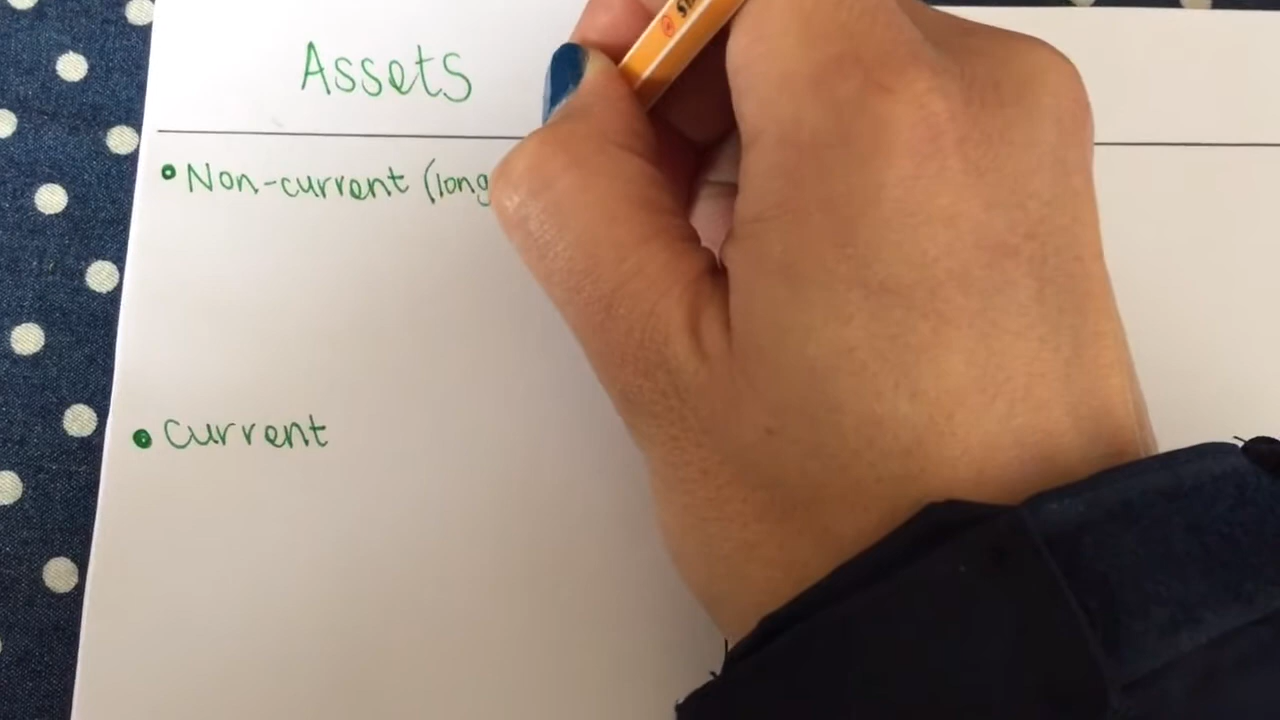 Assets
• Non-current (long
• Current